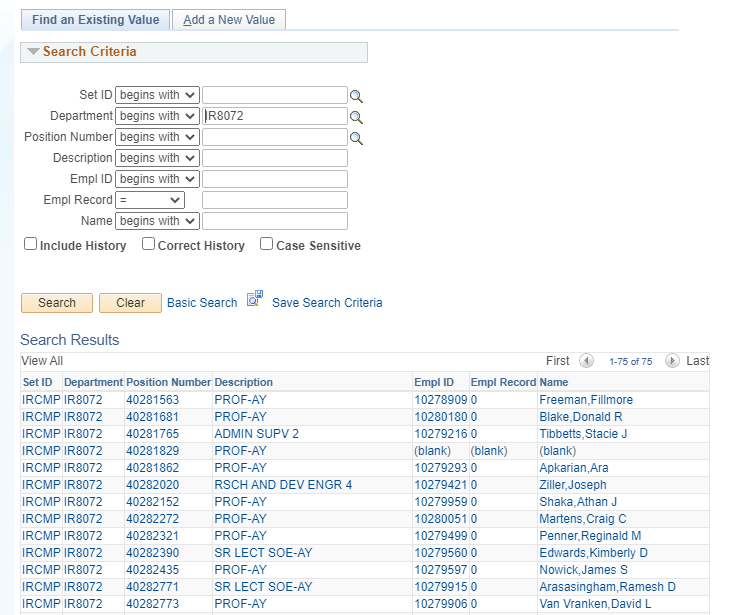 Find an Existing Value Add a New Value
Search Criteria
Set ID begins with
Department begins with IR8072
Position Number begins with
Description begins with
Empl ID begins with
Empl Record =
Name begins with
Include History Correct History Case Sensitive
Search Clear Basic Search Save Search Criteria
Search Results
View All First 1-75 of 75 Last
Set ID Department Position Number Description Empl ID Empl Record Name
IRCMP IR8072 40281563 PROF-AY 10278909 0 Freeman,Fillmore
IRCMP IR8072 40281681 PROF-AY 10280180 0 Blake,Donald R
IRCMP IR8072 40281765 ADMIN SUPV 2 10279216 0 Tibbetts,Stacie J
IRCMP IR8072 40281829 PROF-AY (blank) (blank) (blank)
IRCMP IR8072 40281862 PROF-AY 10279293 0 Apkarian,Ara
IRCMP IR8072 40282020 RSCH AND DEV ENGR 4 10279421 0 Ziller,Joseph
IRCMP IR8072 40282152 PROF-AY 10279959 0 Shaka,Athan J
IRCMP IR8072 40282272 PROF-AY 10280051 0 Martens,Craig C
IRCMP IR8072 40282321 PROF-AY 10279499 0 Penner,Reginald M
IRCMP IR8072 40282390 SR LECT SOE-AY 10279560 0 Edwards,Kimberly D
IRCMP IR8072 40282435 PROF-AY 10279597 0 Nowick,James S
IRCMP IR8072 40282771 SR LECT SOE-AY 10279915 0 Arasasingham,Ramesh D
IRCMP IR8072 40282773 PROF-AY 10279906 0 Van Vranken,David L